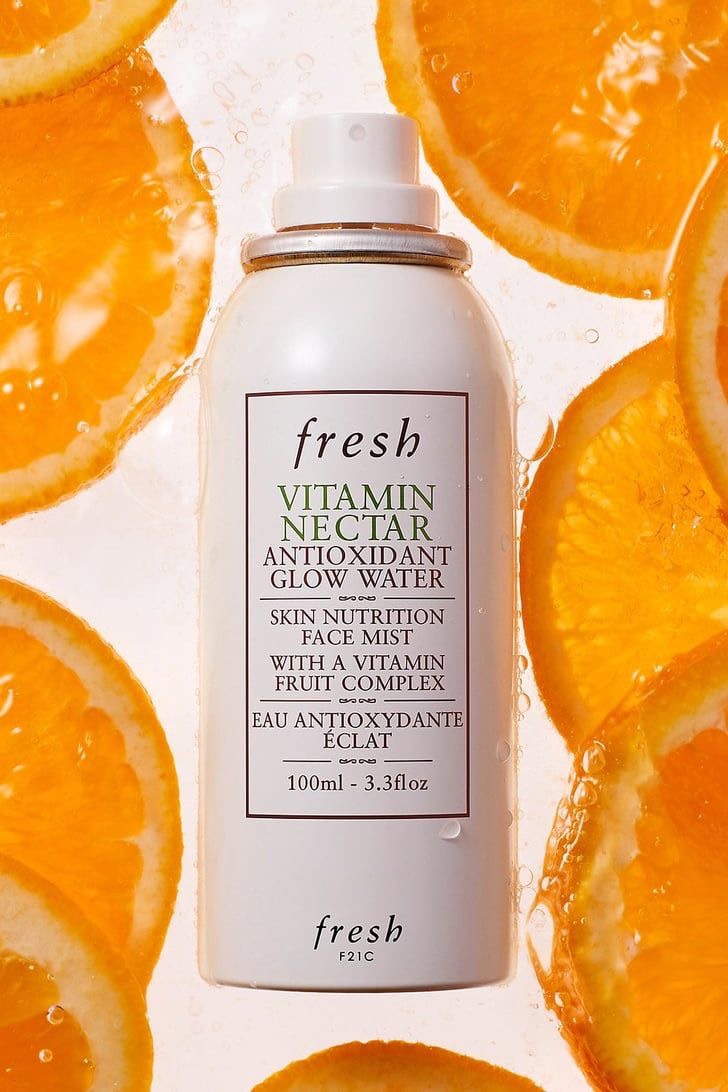 fresh
VITAMIN
NECTAR
ANTIOXIDANT
GLOW WATER
SKIN NUTRITION
FACE MIST
WITH A VITAMIN
FRUIT COMPLEX
EAU ANTIOXYDANTE
ÉCLAT
100ml - 3.3floz
fresh
F21C